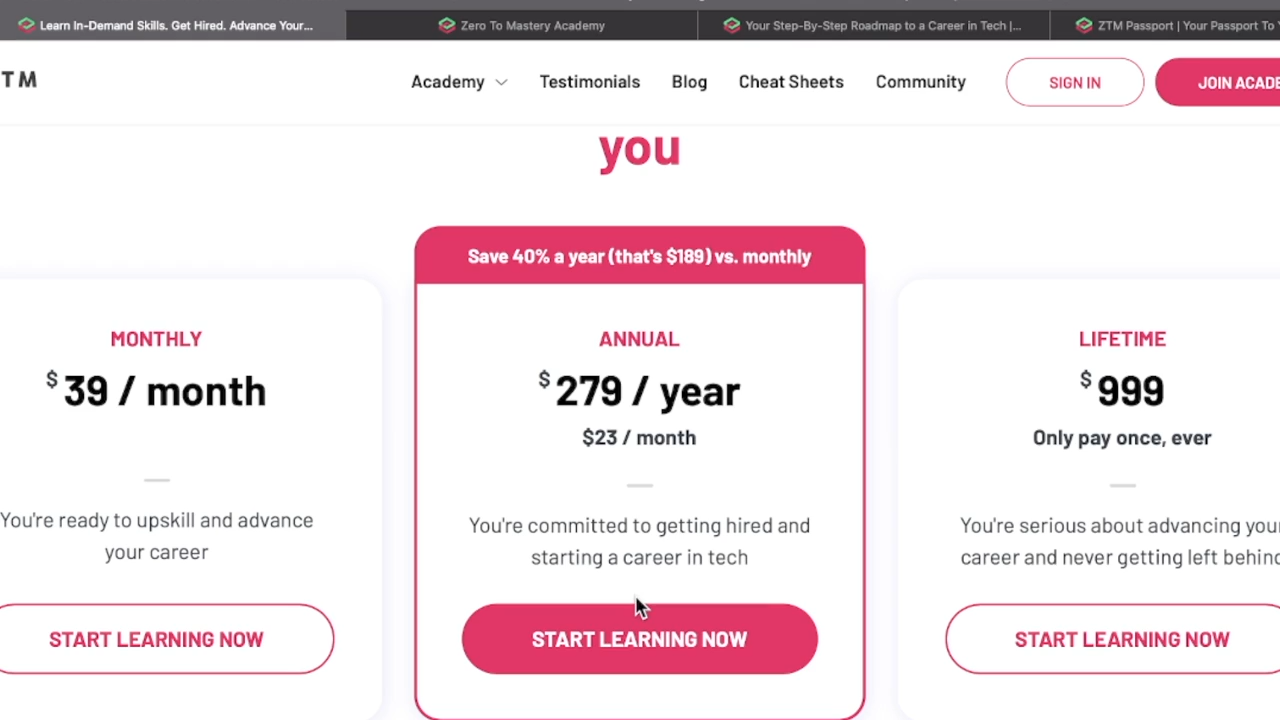 Learn In-Demand Skills. Get Hired. Advance Your...
Zero To Mastery Academy
Your Step-By-Step Roadmap to a Career in Tech |...
ZTM Passport | Your Passport To
TM
Academy
Testimonials
Blog
Cheat Sheets
Community
SIGN IN
JOIN ACADE
you
Save 40% a year (that's $189) vs. monthly
MONTHLY
$39 / month
You're ready to upskill and advance
your career
START LEARNING NOW
ANNUAL
$279 / year
$23 / month
You're committed to getting hired and
starting a career in tech
START LEARNING NOW
LIFETIME
$999
Only pay once, ever
You're serious about advancing your
career and never getting left behind
START LEARNING NOW